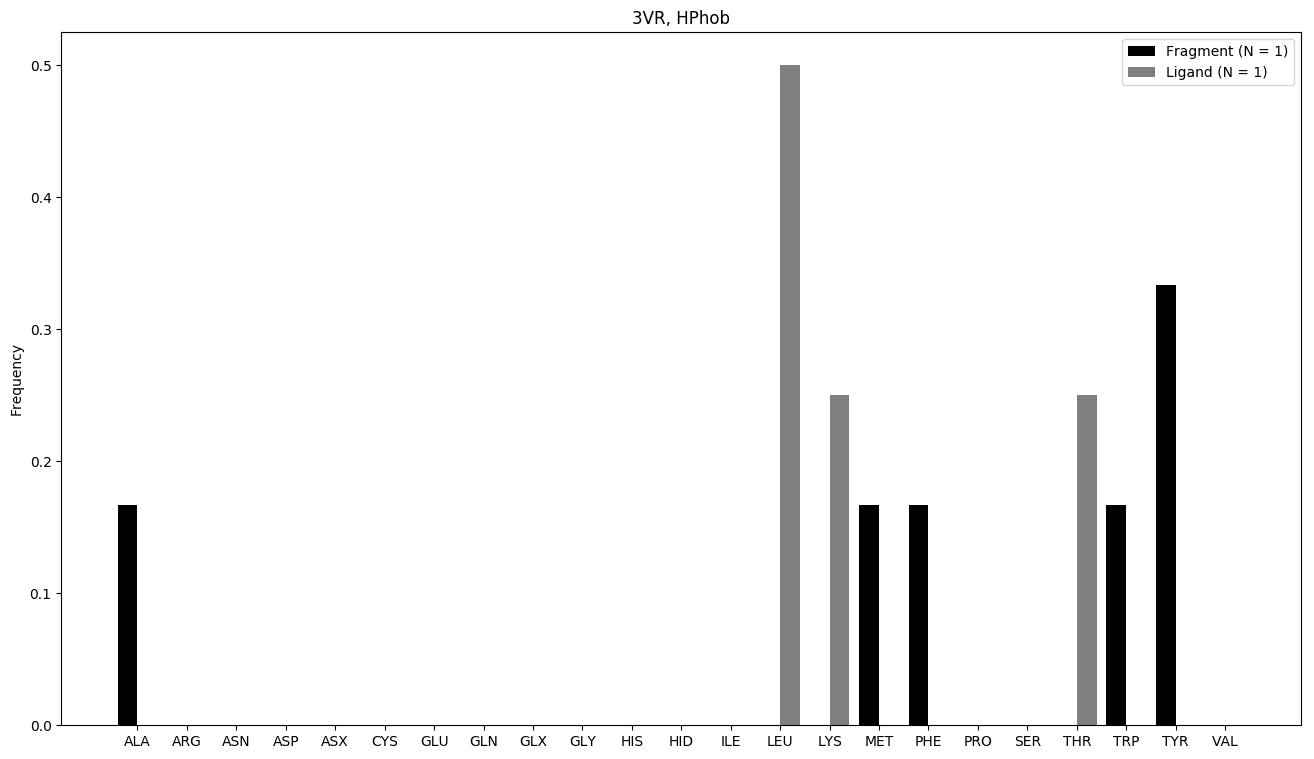 3VR, HPhob
Fragment (N = 1)
Ligand (N = 1)
Frequency
0.5
0.4
0.3
0.2
0.1
0.0
ALA ARG ASN ASP ASX CYS GLU GLN GLX GLY HIS HID ILE LEU LYS MET PHE PRO SER THR TRP TYR VAL